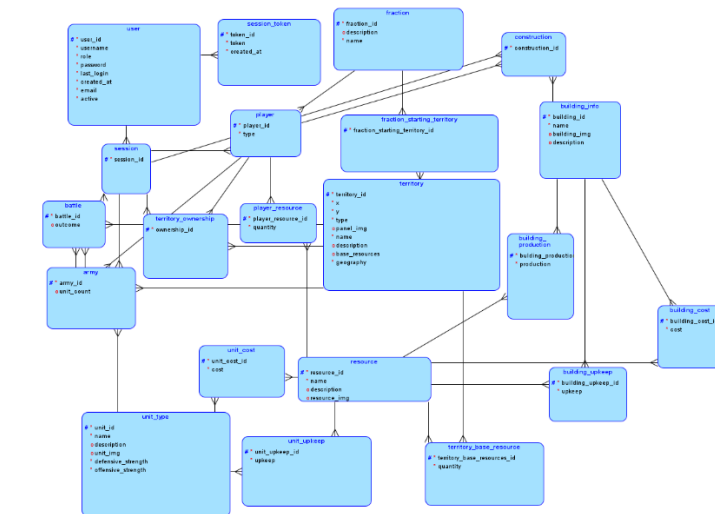 user
# * user_id
* username
* role
* password
* last_login
* created_at
* email
* active
session_token
# * token_id
* token
* created_at
fraction
# * fraction_id
o description
* name
construction
# * construction_id
building_info
# * building_id
* name
o building_img
o description
player
# * player_id
* type
fraction_starting_territory
# * fraction_starting_territory_id
session
# * session_id
territory
# * territory_id
* x
* y
* type
o panel_img
* name
o description
o base_resources
* geography
battle
# * battle_id
o outcome
territory_ownership
# * ownership_id
player_resource
# * player_resource_id
* quantity
building_
production
# * building_productio
* production
army
# * army_id
o unit_count
building_cost
# * building_cost_i
* cost
unit_cost
# * unit_cost_id
* cost
resource
# * resource_id
* name
o description
o resource_img
building_upkeep
# * building_upkeep_id
* upkeep
unit_type
# * unit_id
* name
o description
o unit_img
* defensive_strength
* offensive_strength
unit_upkeep
# * unit_upkeep_id
* upkeep
territory_base_resource
# * territory_base_resources_id
* quantity